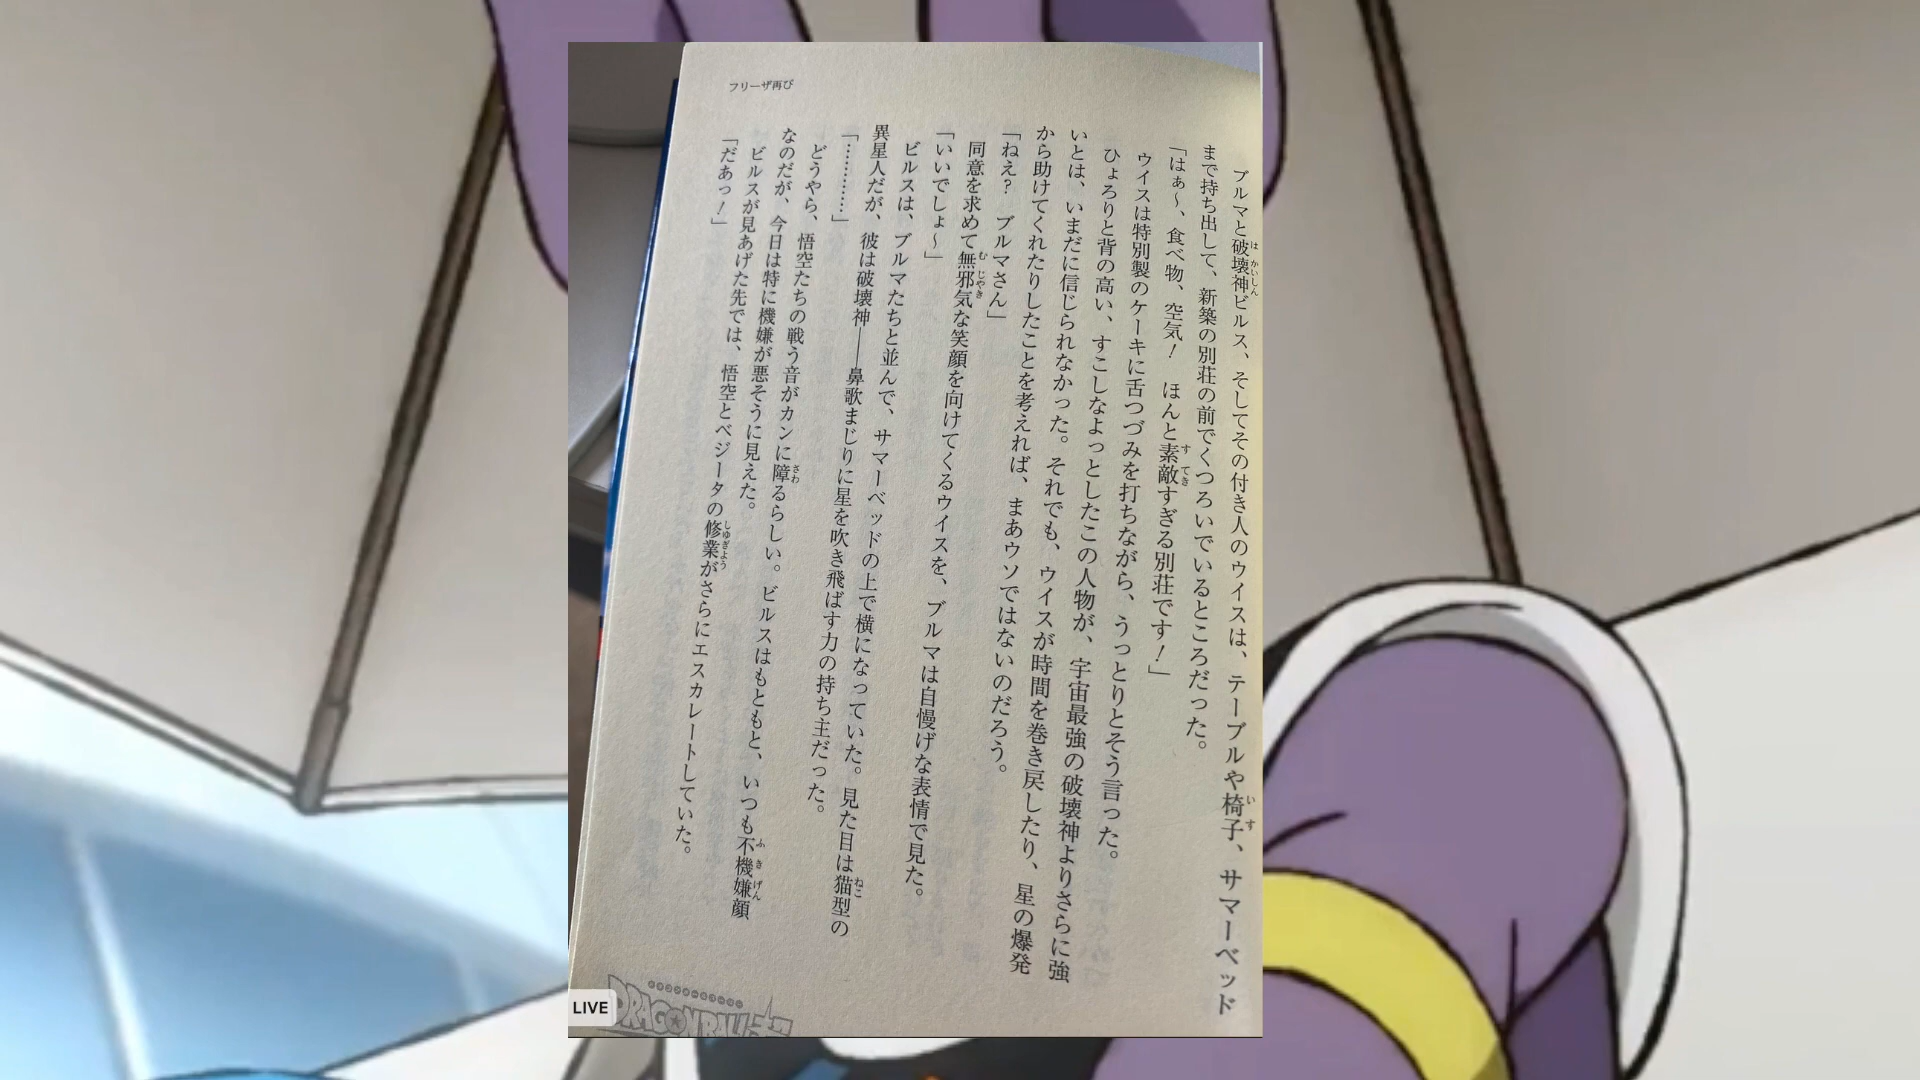 フリーザ再び
ブルマと破壊神ビルス、そしてその付き人のウイスは、テーブルや椅子、サマーベッド
まで持ち出して、新築の別荘の前でくつろいでいるところだった。
「はぁ〜、食べ物、空気！　ほんと素敵すぎる別荘です！」
ウイスは特別製のケーキに舌つづみを打ちながら、うっとりとそう言った。
ひょろりと背の高い、すこしなよっとしたこの人物が、宇宙最強の破壊神よりさらに強
いとは、いまだに信じられなかった。それでも、ウイスが時間を巻き戻したり、星の爆発
から助けてくれたりしたことを考えれば、まあウソではないのだろう。
「ねえ？　ブルマさん」
同意を求めて無邪気な笑顔を向けてくるウイスを、ブルマは自慢げな表情で見た。
「いいでしょ〜」
ビルスは、ブルマたちと並んで、サマーベッドの上で横になっていた。見た目は猫型の
異星人だが、彼は破壊神――鼻歌まじりに星を吹き飛ばす力の持ち主だった。
「…………」
どうやら、悟空たちの戦う音がカンに障るらしい。ビルスはもともと、いつも不機嫌顔
なのだが、今日は特に機嫌が悪そうに見えた。
ビルスが見あげた先では、悟空とベジータの修業がさらにエスカレートしていた。
「だあっ！」
LIVE
DRAGONBALL超